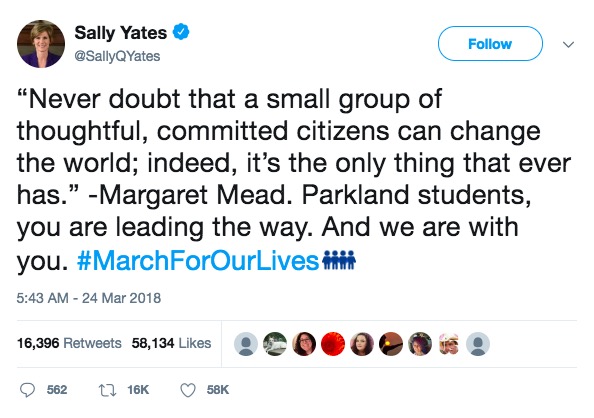 Sally Yates
@SallyQYates
Follow
“Never doubt that a small group of
thoughtful, committed citizens can change
the world; indeed, it’s the only thing that ever
has.” -Margaret Mead. Parkland students,
you are leading the way. And we are with
you. #MarchForOurLives
5:43 AM - 24 Mar 2018
16,396 Retweets 58,134 Likes
562 16K 58K